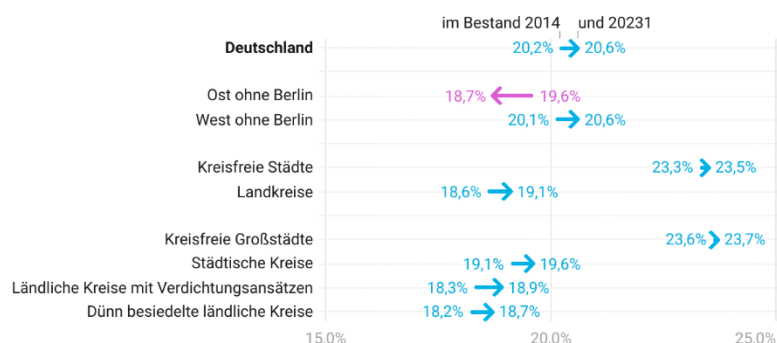 im Bestand 2014 und 20231
Deutschland 20,2% 20,6%
Ost ohne Berlin 18,7% 19,6%
West ohne Berlin 20,1% 20,6%
Kreisfreie Städte 23,3% 23,5%
Landkreise 18,6% 19,1%
Kreisfreie Großstädte 23,6% 23,7%
Städtische Kreise 19,1% 19,6%
Ländliche Kreise mit Verdichtungsansätzen 18,3% 18,9%
Dünn besiedelte ländliche Kreise 18,2% 18,7%
15.0% 20.0% 25.0%